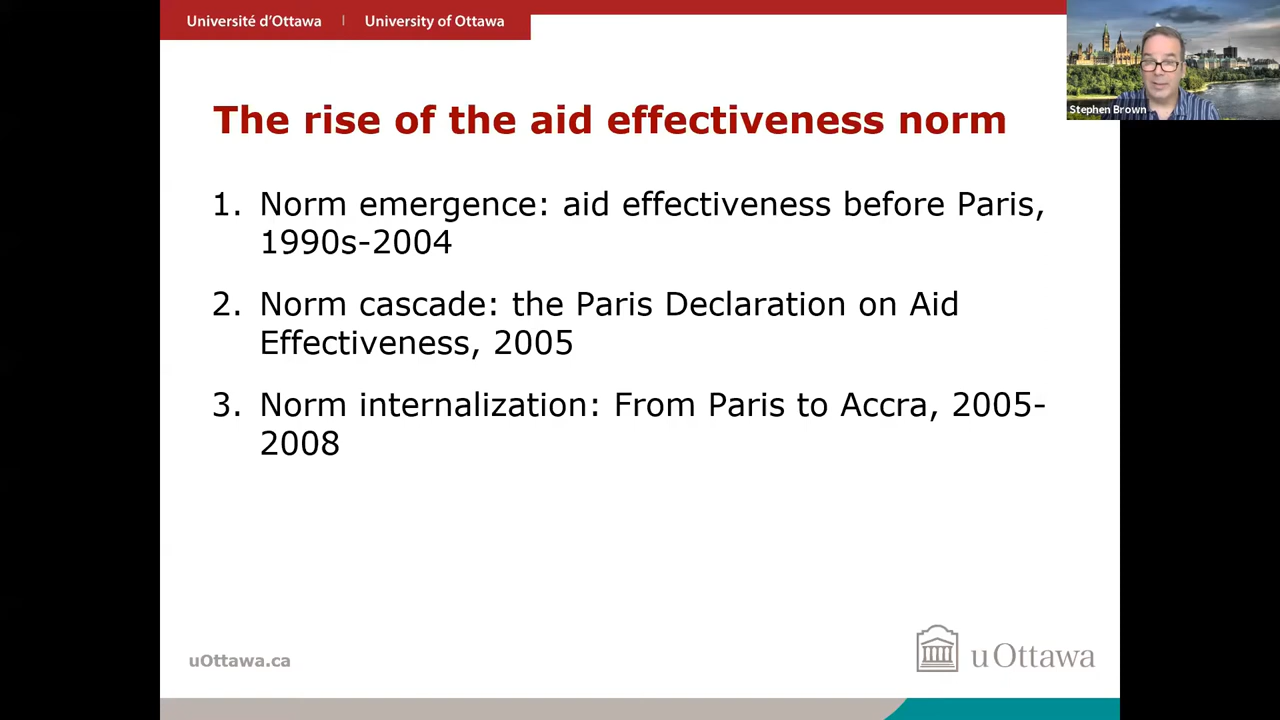 Université d'Ottawa | University of Ottawa
Stephen Brown
The rise of the aid effectiveness norm
1. Norm emergence: aid effectiveness before Paris,
1990s-2004
2. Norm cascade: the Paris Declaration on Aid
Effectiveness, 2005
3. Norm internalization: From Paris to Accra, 2005-
2008
uOttawa.ca
uOttawa